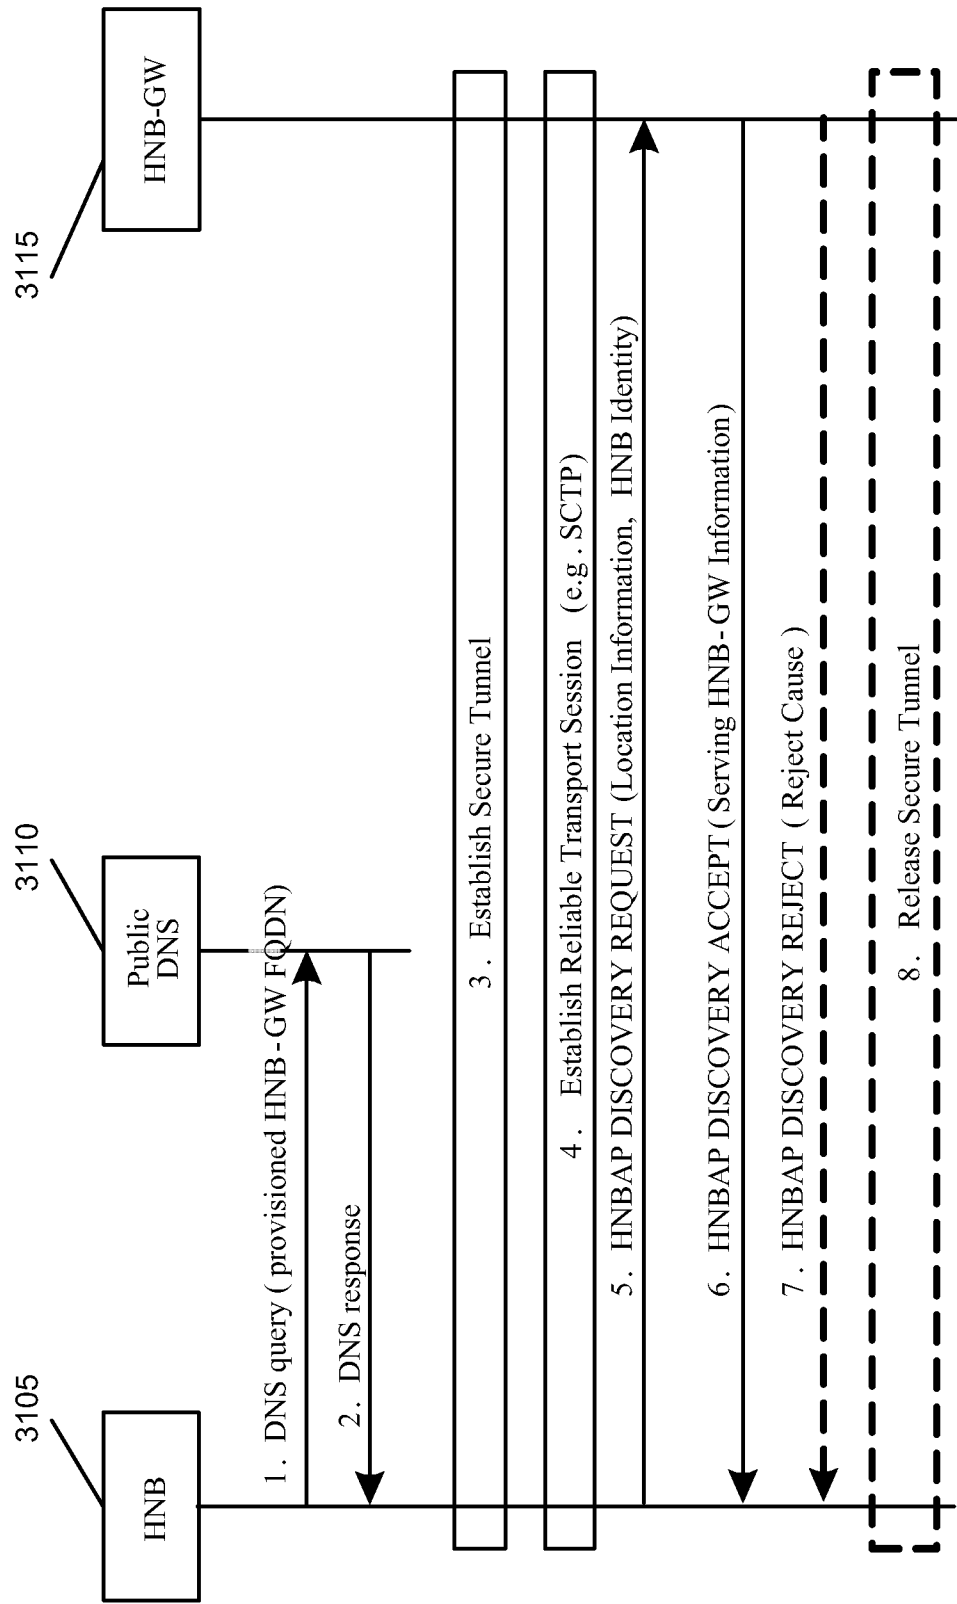 3105
3110
3115
HNB
Public
DNS
HNB-GW
1. DNS query ( provisioned HNB - GW FQDN)
2. DNS response
3. Establish Secure Tunnel
4. Establish Reliable Transport Session (e.g. SCTP)
5. HNBAP DISCOVERY REQUEST (Location Information, HNB Identity)
6. HNBAP DISCOVERY ACCEPT ( Serving HNB- GW Information)
7. HNBAP DISCOVERY REJECT ( Reject Cause )
8. Release Secure Tunnel